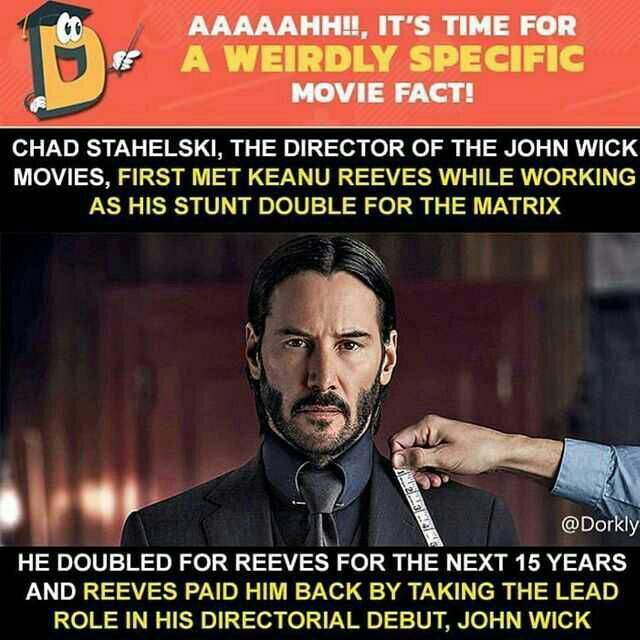 AAAAAHH!!, IT'S TIME FOR
A WEIRDLY SPECIFIC
MOVIE FACT!
CHAD STAHELSKI, THE DIRECTOR OF THE JOHN WICK
MOVIES, FIRST MET KEANU REEVES WHILE WORKING
AS HIS STUNT DOUBLE FOR THE MATRIX
@Dorkly
HE DOUBLED FOR REEVES FOR THE NEXT 15 YEARS
AND REEVES PAID HIM BACK BY TAKING THE LEAD
ROLE IN HIS DIRECTORIAL DEBUT, JOHN WICK